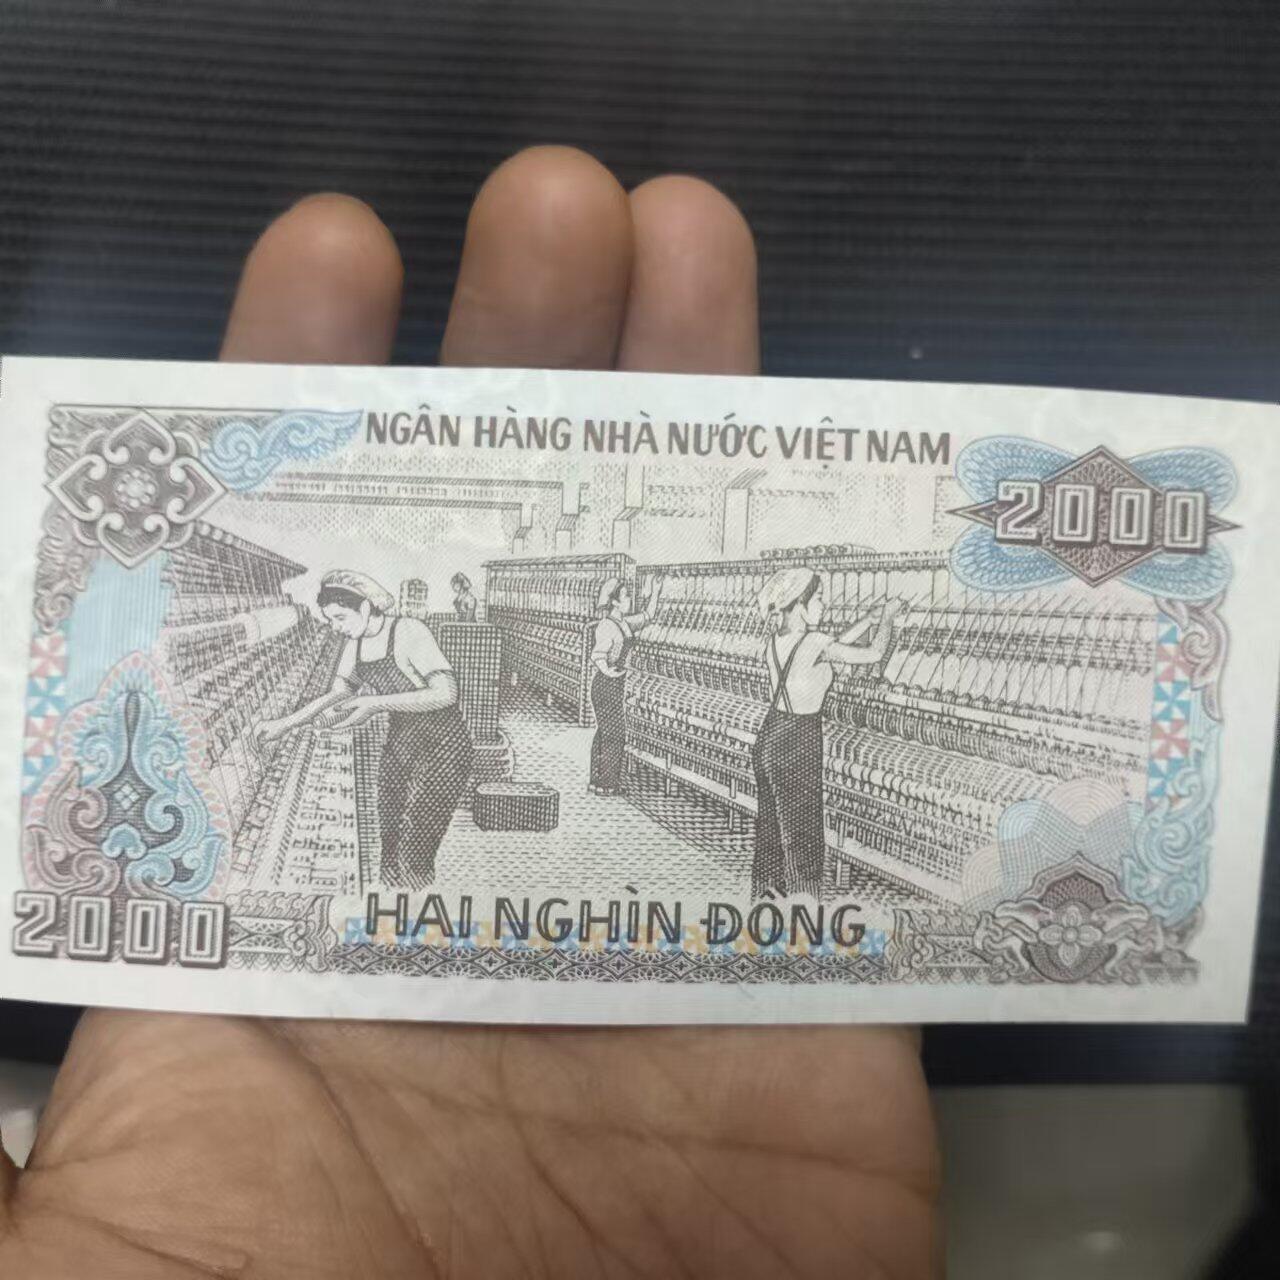 NGÂN HÀNG NHÀ NƯỚC VIỆT NAM
2000
2000
HAI NGHÌN ĐỒNG